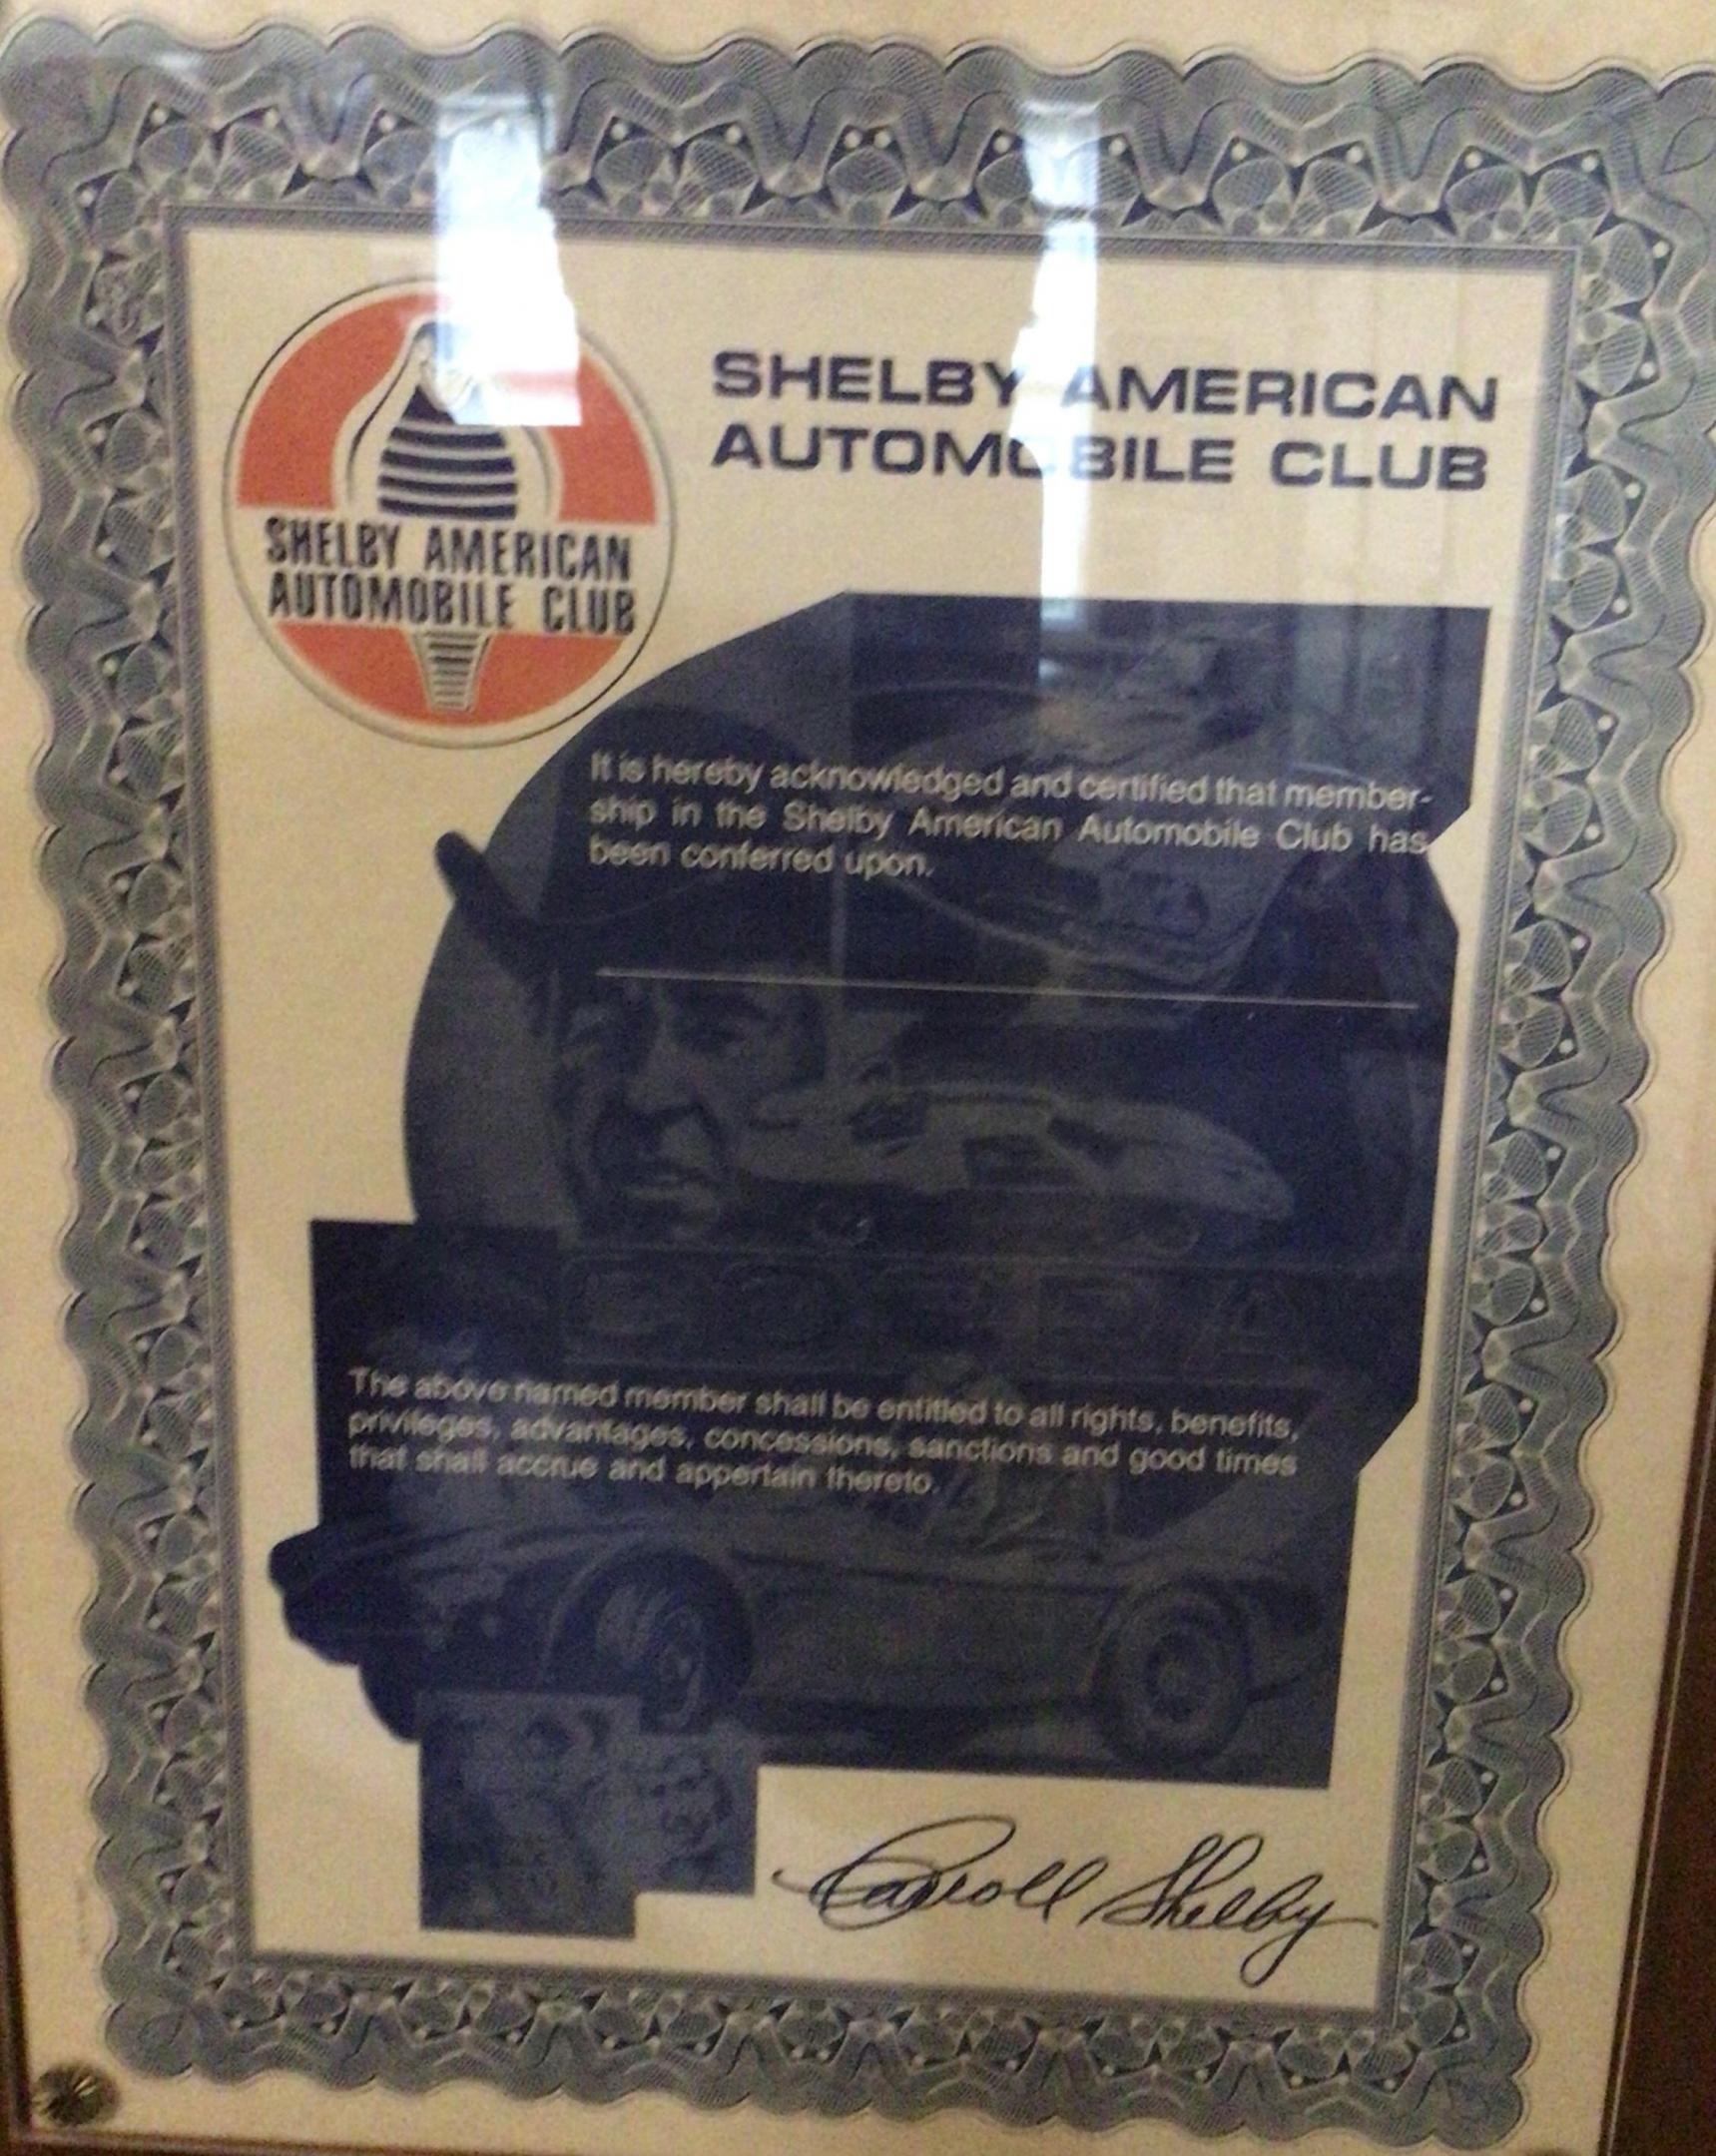 SHELBY AMERICAN
AUTOMOBILE CLUB
SHELBY AMERICAN
AUTOMOBILE CLUB
It is hereby acknowledged and certified that member-
ship in the Shelby American Automobile Club has
been conferred upon.
The above named member shall be entitled to all rights, benefits,
privileges, advantages, concessions, sanctions and good times
that shall accrue and appertain thereto.
Carroll Shelby